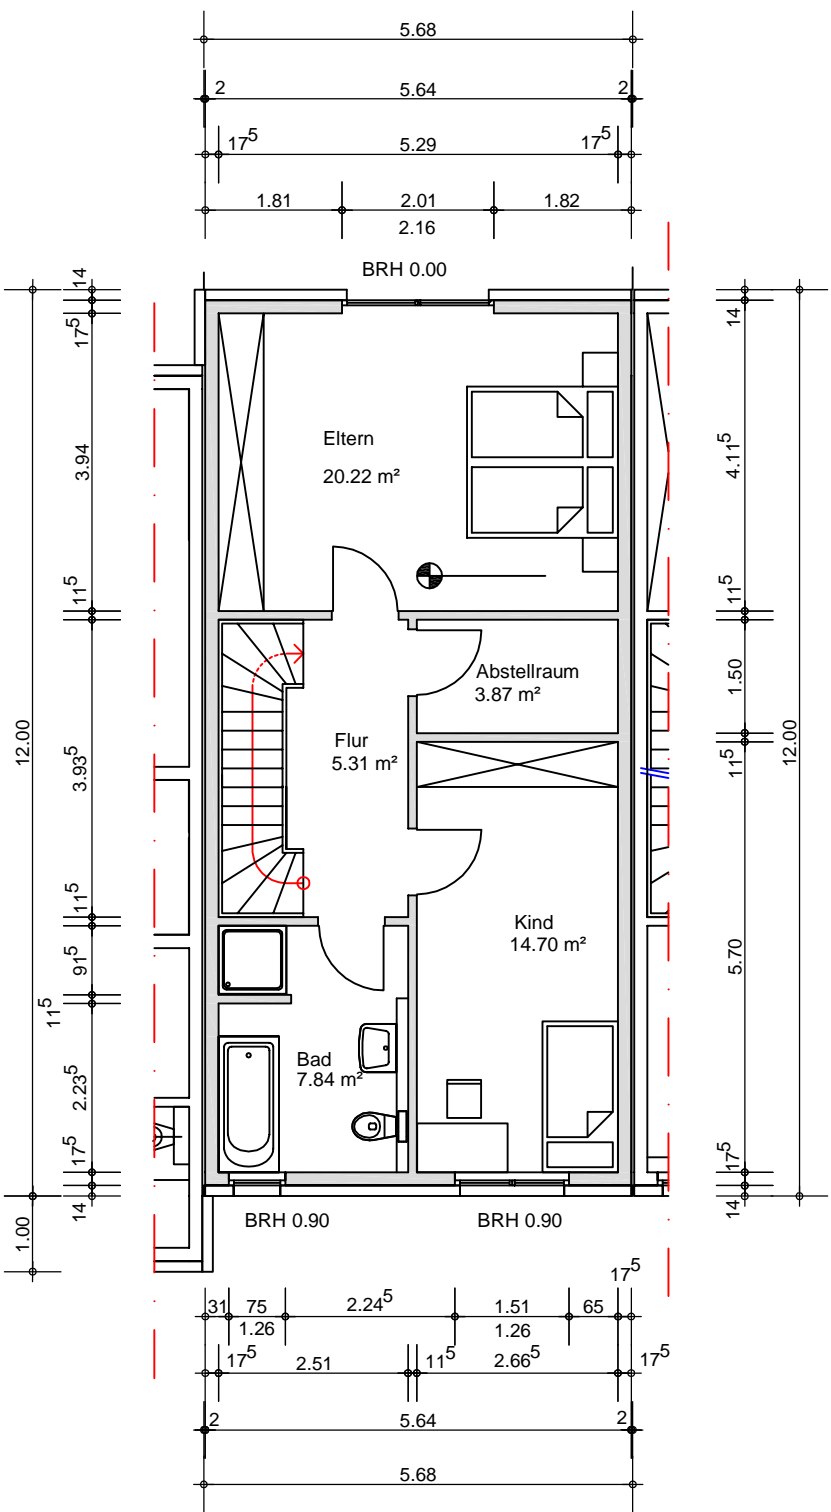 5.68
2 5.64 2
17⁵ 5.29 17⁵
1.81 2.01 1.82
2.16
BRH 0.00
14
17⁵
3.94
11⁵
3.93⁵
11⁵
91⁵
11⁵
2.23⁵
17⁵
14
12.00
1.00
14
4.11⁵
11⁵
1.50
11⁵
5.70
17⁵
14
12.00
Eltern
20.22 m²
Abstellraum
3.87 m²
Flur
5.31 m²
Kind
14.70 m²
Bad
7.84 m²
BRH 0.90 BRH 0.90
17⁵
31 75 2.24⁵ 1.51 65
1.26 1.26
17⁵ 2.51 11⁵ 2.66⁵ 17⁵
2 5.64 2
5.68